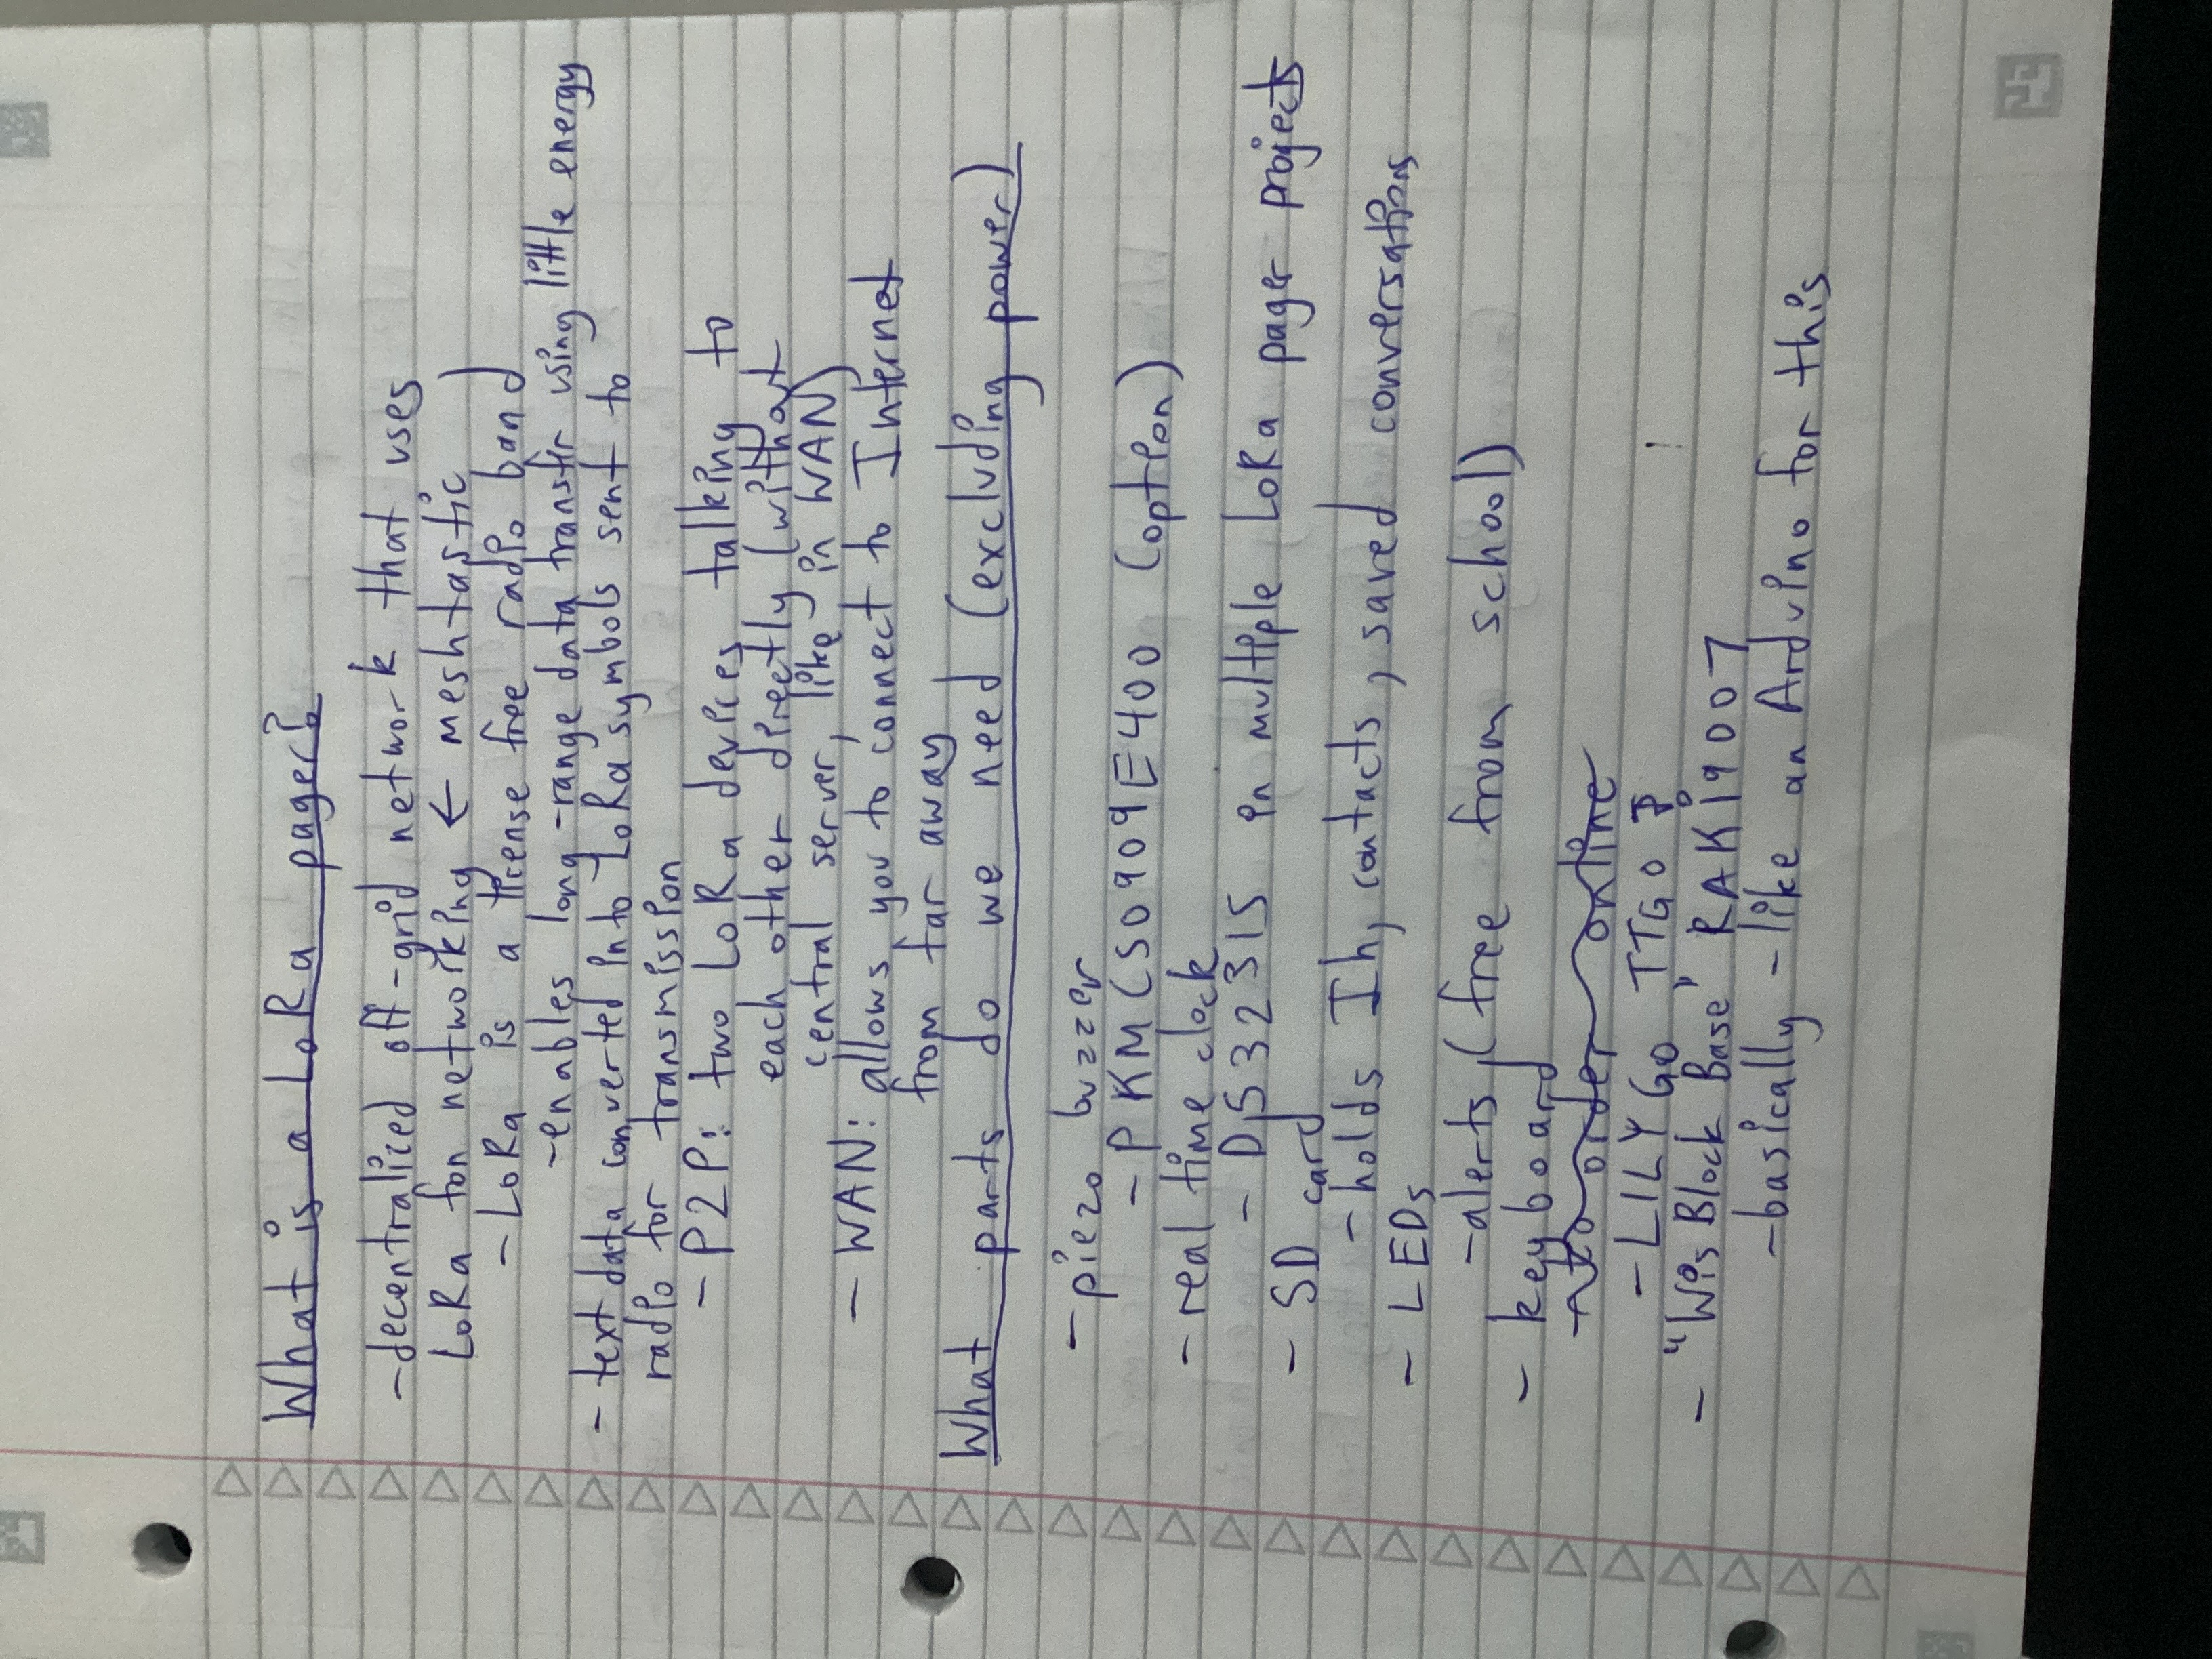 What is a LoRa pager?
-decentralized off-grid network that uses
LoRa for networking ← meshtastic
-LoRa is a license free radio band
-enables long-range data transfer using little energy
- text data converted into LoRa symbols sent to
radio for transmission
- P2P: two LoRa devices talking to
each other directly (without
central server, like in WAN)
- WAN: allows you to connect to Internet
from far away
What parts do we need (excluding power)
- piezo buzzer
- PKMCS0909E400 (option)
- real time clock
- DS3231S in multiple LoRa pager projects
- SD card
-holds, contacts, saved conversations
- LEDs
-alerts (free from school)
- keyboard
-to order online
-LILYGO TTGO
- "WisBlock Base" RAK19007
-basically -like an Arduino for this